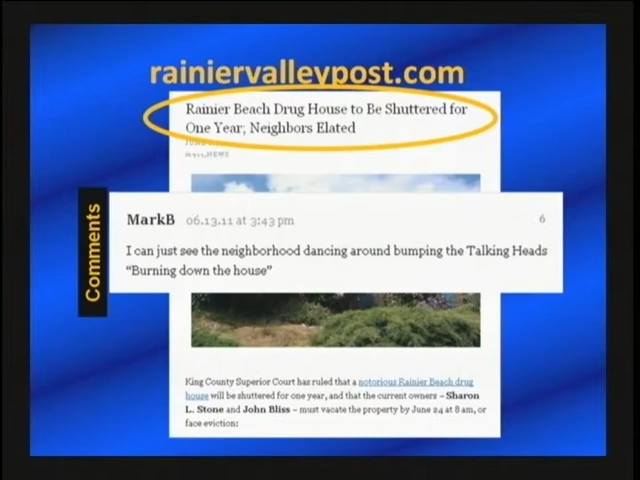 rainiervalleypost.com
Rainier Beach Drug House to Be Shuttered for
One Year; Neighbors Elated
Comments
MarkB 06.13.11 at 3:43 pm
6
I can just see the neighborhood dancing around bumping the Talking Heads
"Burning down the house"
King County Superior Court has ruled that a notorious Rainier Beach drug
house will be shuttered for one year, and that the current owners – Sharon
L. Stone and John Bliss – must vacate the property by June 24 at 8 am, or
face eviction: